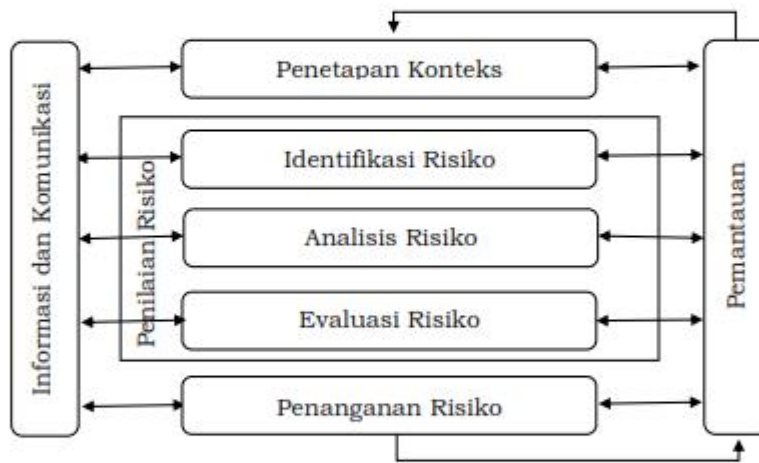 Informasi dan Komunikasi
Penetapan Konteks
Penilaian Risiko
Identifikasi Risiko
Analisis Risiko
Evaluasi Risiko
Penanganan Risiko
Pemantauan